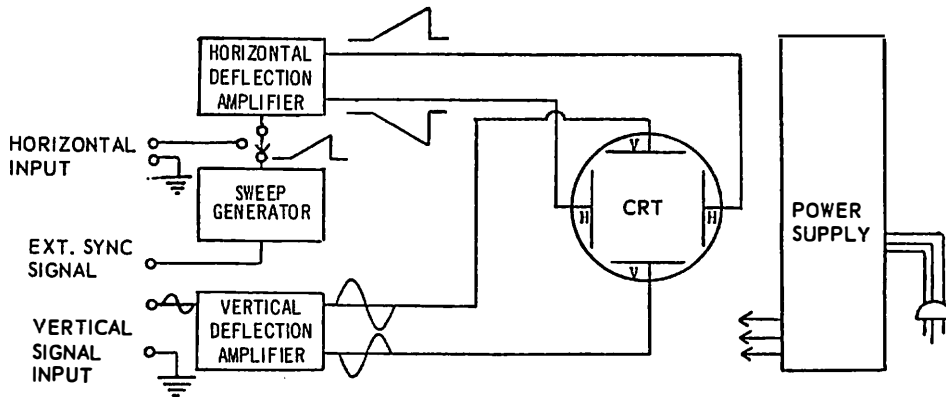 HORIZONTAL
DEFLECTION
AMPLIFIER
HORIZONTAL
INPUT
SWEEP
GENERATOR
EXT. SYNC
SIGNAL
VERTICAL
SIGNAL
INPUT
VERTICAL
DEFLECTION
AMPLIFIER
V
H
CRT
H
V
POWER
SUPPLY